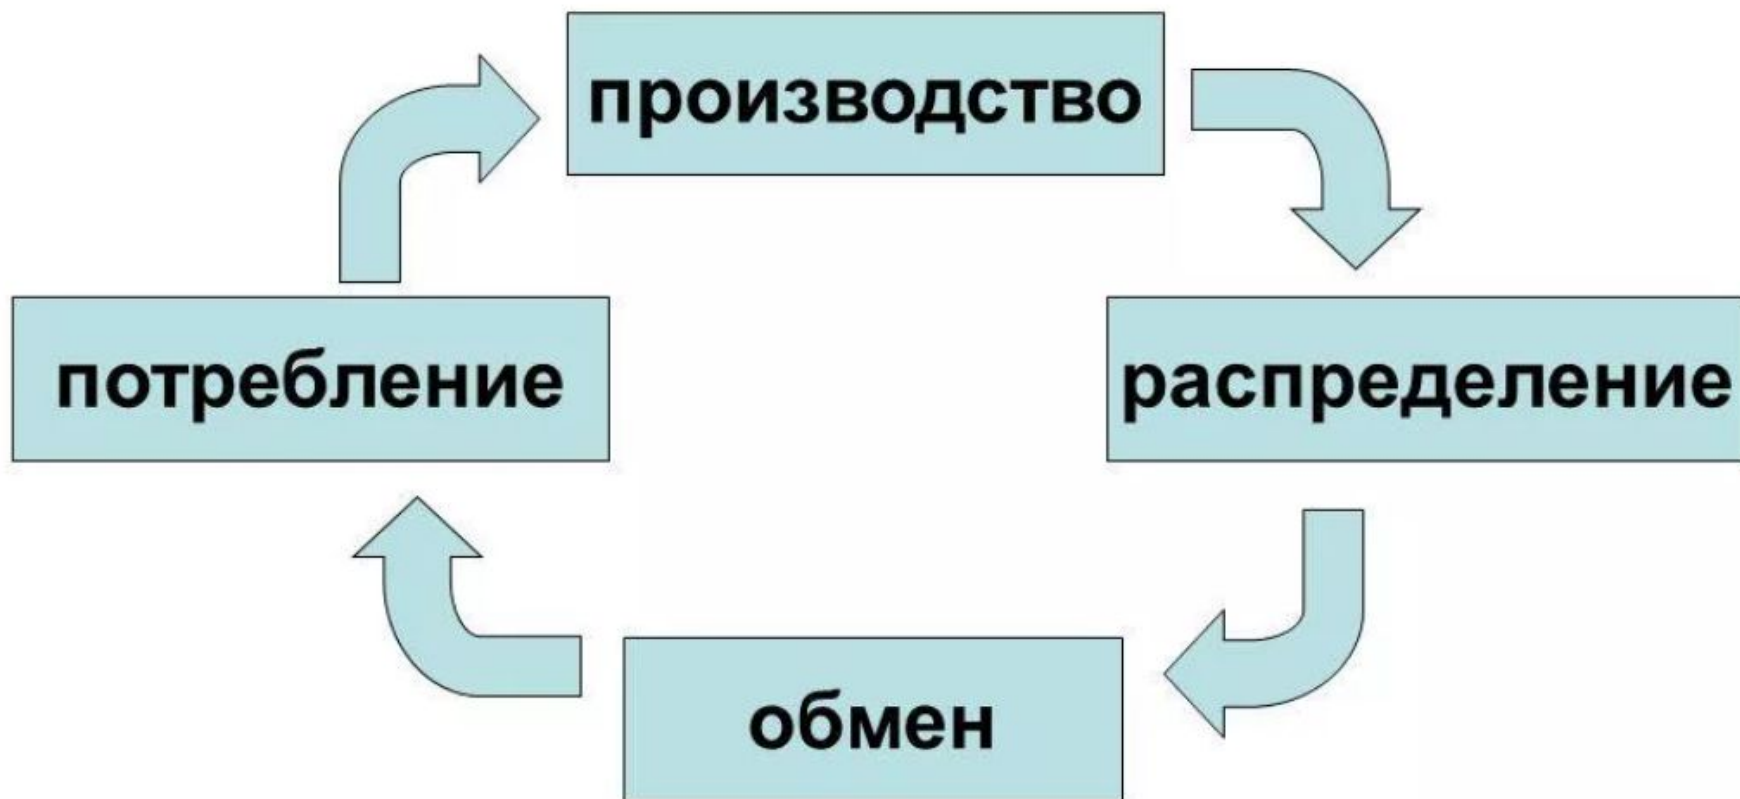 производство
потребление
распределение
обмен